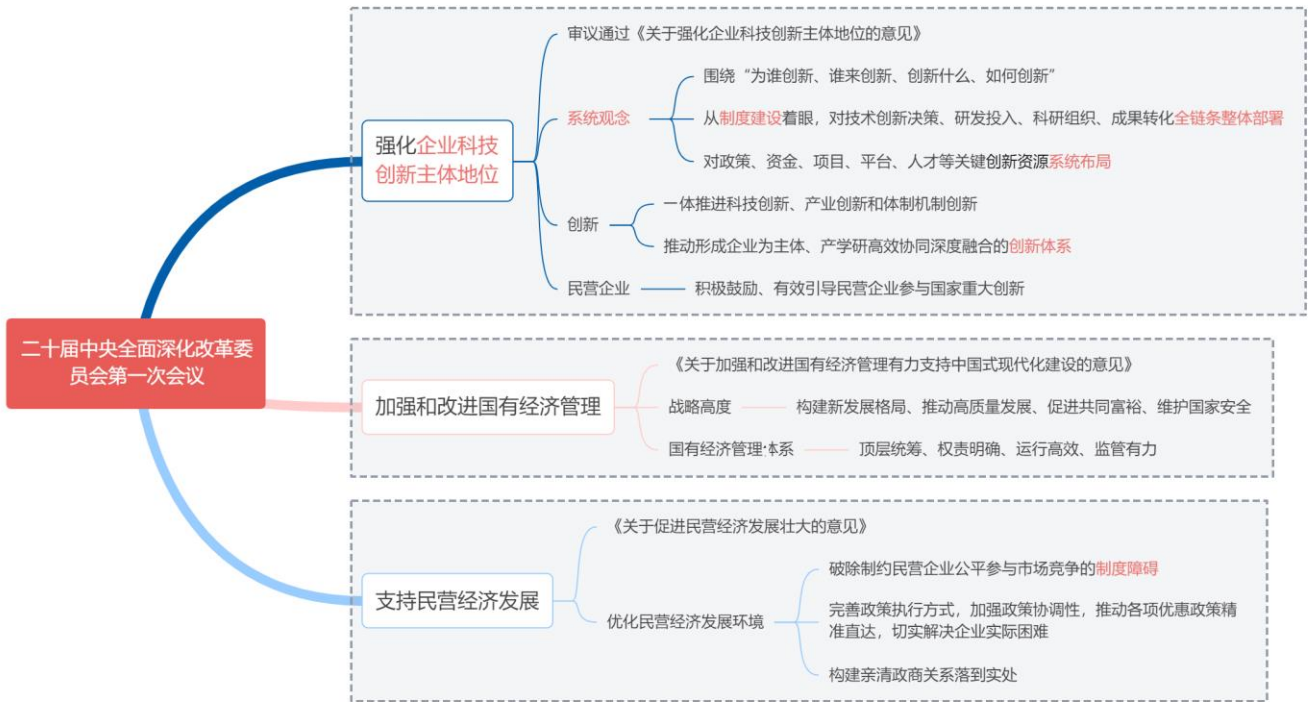 二十届中央全面深化改革委
员会第一次会议
强化企业科技
创新主体地位
审议通过《关于强化企业科技创新主体地位的意见》
系统观念
围绕“为谁创新、谁来创新、创新什么、如何创新”
从制度建设着眼，对技术创新决策、研发投入、科研组织、成果转化全链条整体部署
对政策、资金、项目、平台、人才等关键创新资源系统布局
创新
一体推进科技创新、产业创新和体制机制创新
推动形成企业为主体、产学研高效协同深度融合的创新体系
民营企业
积极鼓励、有效引导民营企业参与国家重大创新
加强和改进国有经济管理
《关于加强和改进国有经济管理有力支持中国式现代化建设的意见》
战略高度
构建新发展格局、推动高质量发展、促进共同富裕、维护国家安全
国有经济管理·体系
顶层统筹、权责明确、运行高效、监管有力
支持民营经济发展
《关于促进民营经济发展壮大的意见》
优化民营经济发展环境
破除制约民营企业公平参与市场竞争的制度障碍
完善政策执行方式，加强政策协调性，推动各项优惠政策精
准直达，切实解决企业实际困难
构建亲清政商关系落到实处